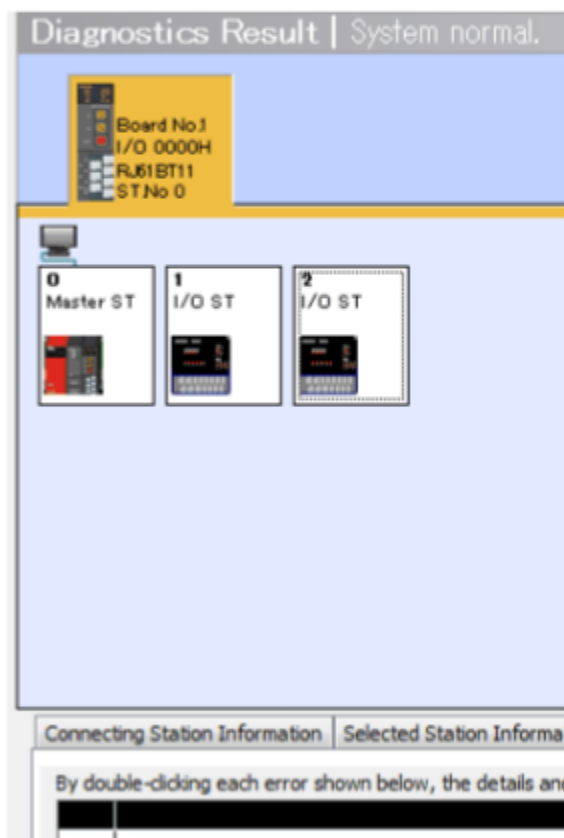 Diagnostics Result | System normal.
Board No.1
I/O 0000H
RJ61BT11
ST.No 0
0
Master ST
1
I/O ST
2
I/O ST
Connecting Station Information
Selected Station Informa
By double-clicking each error shown below, the details an